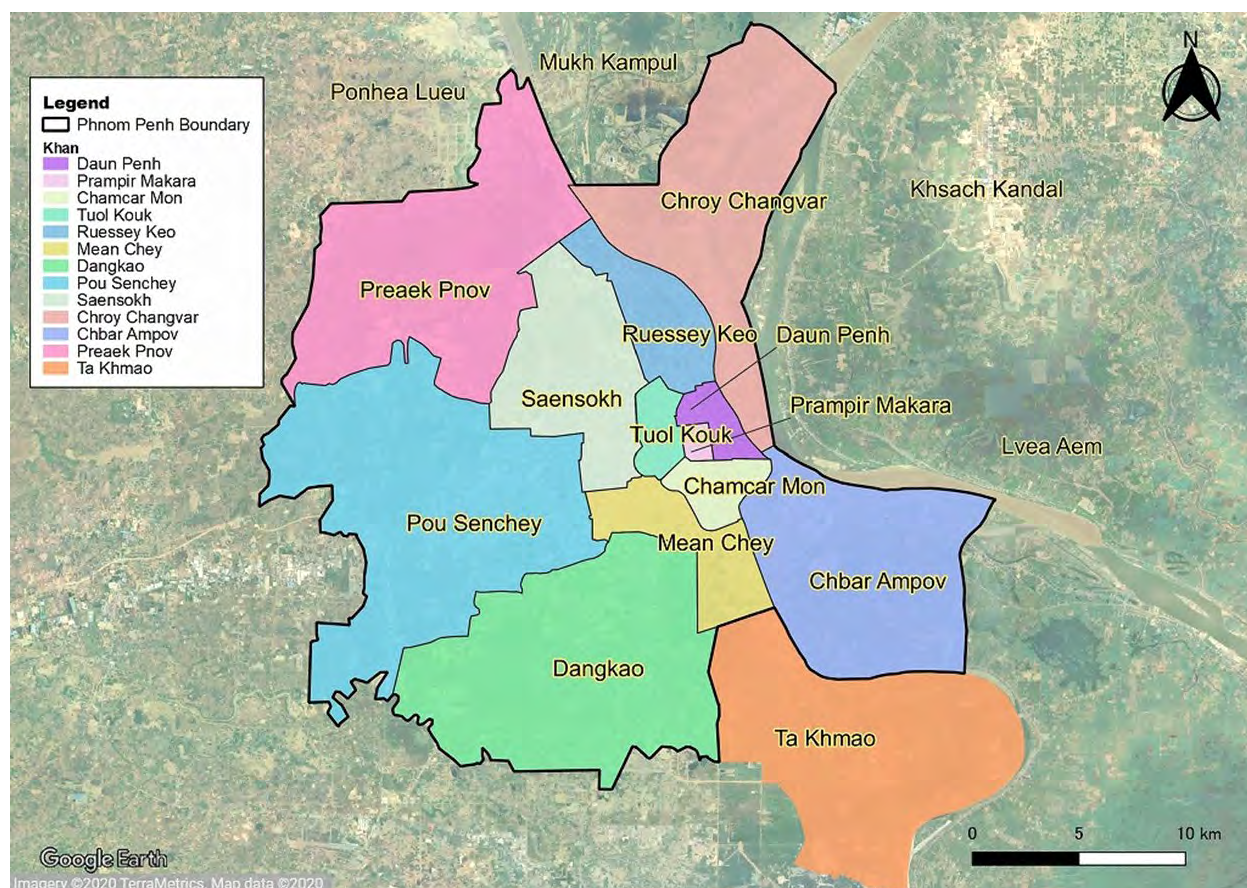 Mukh Kampul
Ponhea Lueu
N
Legend
Phnom Penh Boundary
Khan
Daun Penh
Prampir Makara
Chamcar Mon
Tuol Kouk
Ruessey Keo
Mean Chey
Dangkao
Pou Senchey
Saensokh
Chroy Changvar
Chbar Ampov
Preaek Pnov
Ta Khmao
Khsach Kandal
Chroy Changvar
Preaek Pnov
Ruessey Keo
Daun Penh
Saensokh
Prampir Makara
Tuol Kouk
Lvea Aem
Chamcar Mon
Pou Senchey
Mean Chey
Chbar Ampov
Dangkao
Ta Khmao
0 5 10 km
Google Earth
Imagery ©2020 TerraMetrics, Map data ©2020